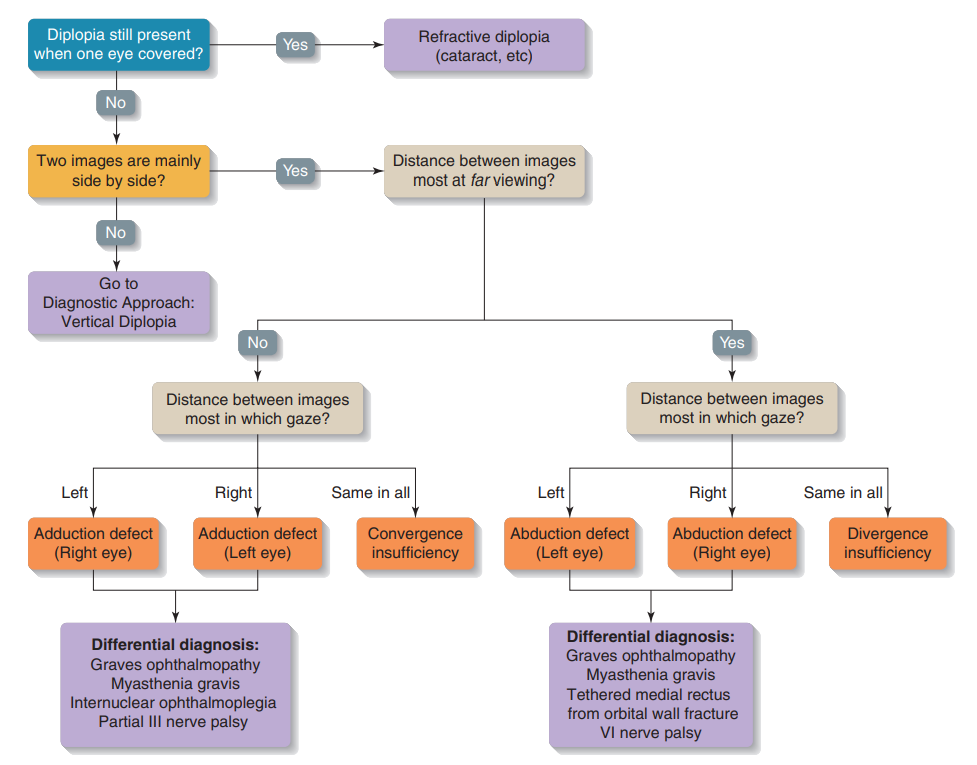 Diplopia still present
when one eye covered?
Yes
Refractive diplopia
(cataract, etc)
No
Two images are mainly
side by side?
Yes
Distance between images
most at far viewing?
No
Go to
Diagnostic Approach:
Vertical Diplopia
No
Yes
Distance between images
most in which gaze?
Distance between images
most in which gaze?
Left
Right
Same in all
Left
Right
Same in all
Adduction defect
(Right eye)
Adduction defect
(Left eye)
Convergence
insufficiency
Abduction defect
(Left eye)
Abduction defect
(Right eye)
Divergence
insufficiency
Differential diagnosis:
Graves ophthalmopathy
Myasthenia gravis
Internuclear ophthalmoplegia
Partial III nerve palsy
Differential diagnosis:
Graves ophthalmopathy
Myasthenia gravis
Tethered medial rectus
from orbital wall fracture
VI nerve palsy